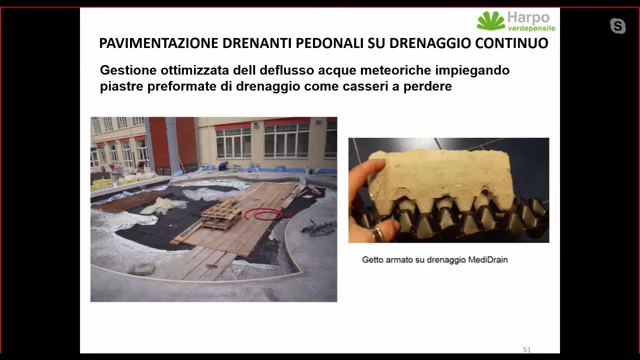 Harpo
verdepensile
PAVIMENTAZIONE DRENANTI PEDONALI SU DRENAGGIO CONTINUO
Gestione ottimizzata dell deflusso acque meteoriche impiegando
piastre preformate di drenaggio come casseri a perdere
Getto armato su drenaggio MediDrain
51